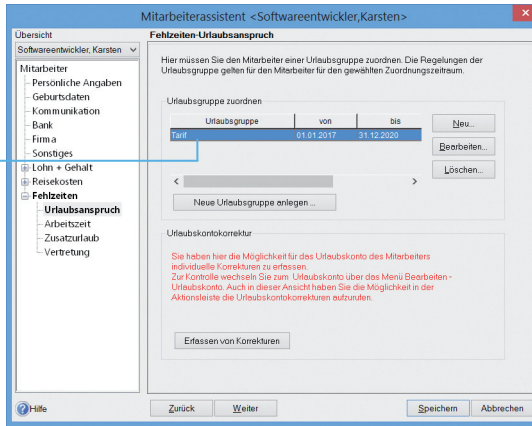 Mitarbeiterassistent <Softwareentwickler,Karsten>
Übersicht
Softwareentwickler, Karsten
Mitarbeiter
Persönliche Angaben
Geburtsdaten
Kommunikation
Bank
Firma
Sonstiges
Lohn + Gehalt
Reisekosten
Fehlzeiten
Urlaubsanspruch
Arbeitszeit
Zusatzurlaub
Vertretung
Fehlzeiten-Urlaubsanspruch
Hier müssen Sie den Mitarbeiter einer Urlaubsgruppe zuordnen. Die Regelungen der
Urlaubsgruppe gelten für den Mitarbeiter für den gewählten Zuordnungszeitraum.
Urlaubsgruppe zuordnen
Urlaubsgruppe von bis
Tarif 01.01.2017 31.12.2020
Neu...
Bearbeiten...
Löschen...
Neue Urlaubsgruppe anlegen ...
Urlaubskontokorrektur
Sie haben hier die Möglichkeit für das Urlaubskonto des Mitarbeiters
individuelle Korrekturen zu erfassen.
Zur Kontrolle wechseln Sie zum Urlaubskonto über das Menü Bearbeiten -
Urlaubskonto. Auch in dieser Ansicht haben Sie die Möglichkeit in der
Aktionsleiste die Urlaubskontokorrekturen aufzurufen.
Erfassen von Korrekturen
Hilfe
Zurück
Weiter
Speichern
Abbrechen